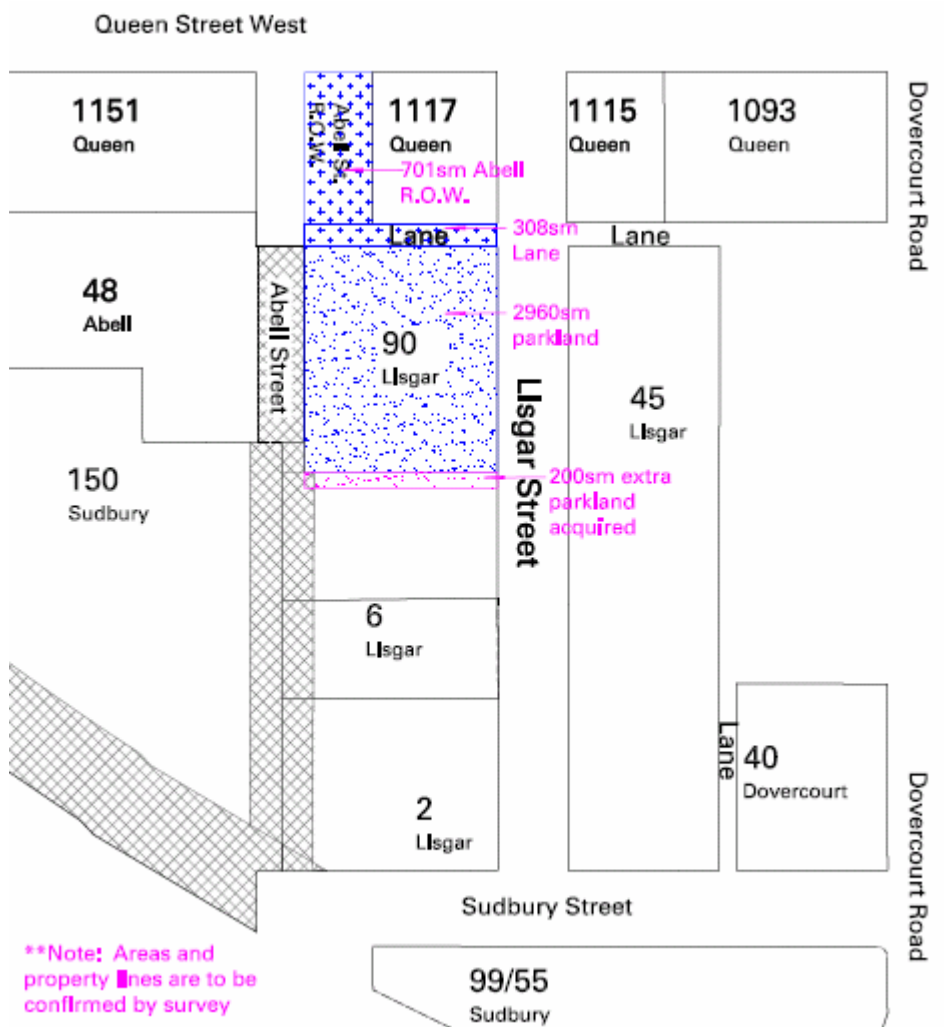 Queen Street West
1151
Queen
Abell St.
R.O.W.
1117
Queen
1115
Queen
1093
Queen
Dovercourt Road
701sm Abell
R.O.W.
308sm
Lane
Lane
Lane
48
Abell
Abell Street
2960sm
parkland
90
Lisgar
Lisgar Street
45
Lisgar
150
Sudbury
200sm extra
parkland
acquired
6
Lisgar
2
Lisgar
Lane
40
Dovercourt
Dovercourt Road
Sudbury Street
**Note: Areas and
property lines are to be
confirmed by survey
99/55
Sudbury